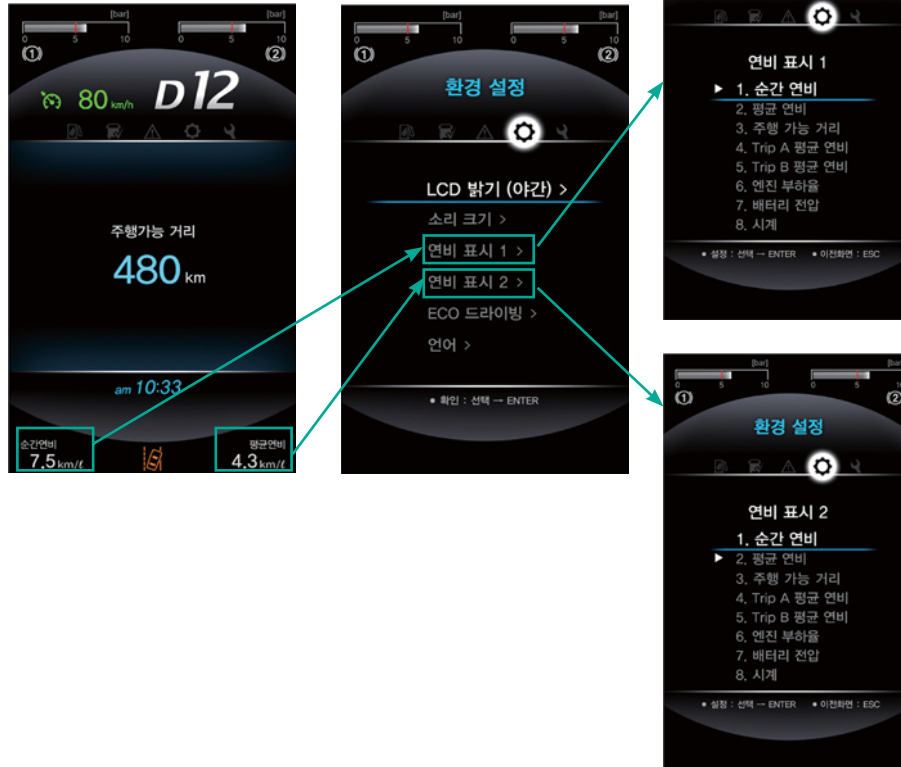 [bar] [bar]
0 5 10 0 5 10
(1) (2)
80 km/h D 12
주행가능 거리
480 km
am 10:33
순간연비
7.5 km/ℓ
평균연비
4.3 km/ℓ
[bar] [bar]
0 5 10 0 5 10
(1) (2)
환경 설정
LCD 밝기 (야간) >
소리 크기 >
연비 표시 1 >
연비 표시 2 >
ECO 드라이빙 >
언어 >
• 확인 : 선택 → ENTER
연비 표시 1
▶ 1. 순간 연비
2. 평균 연비
3. 주행 가능 거리
4. Trip A 평균 연비
5. Trip B 평균 연비
6. 엔진 부하율
7. 배터리 전압
8. 시계
• 설정 : 선택 → ENTER • 이전화면 : ESC
[bar] [bar]
0 5 10 0 5 10
(1) (2)
환경 설정
연비 표시 2
1. 순간 연비
▶ 2. 평균 연비
3. 주행 가능 거리
4. Trip A 평균 연비
5. Trip B 평균 연비
6. 엔진 부하율
7. 배터리 전압
8. 시계
• 설정 : 선택 → ENTER • 이전화면 : ESC